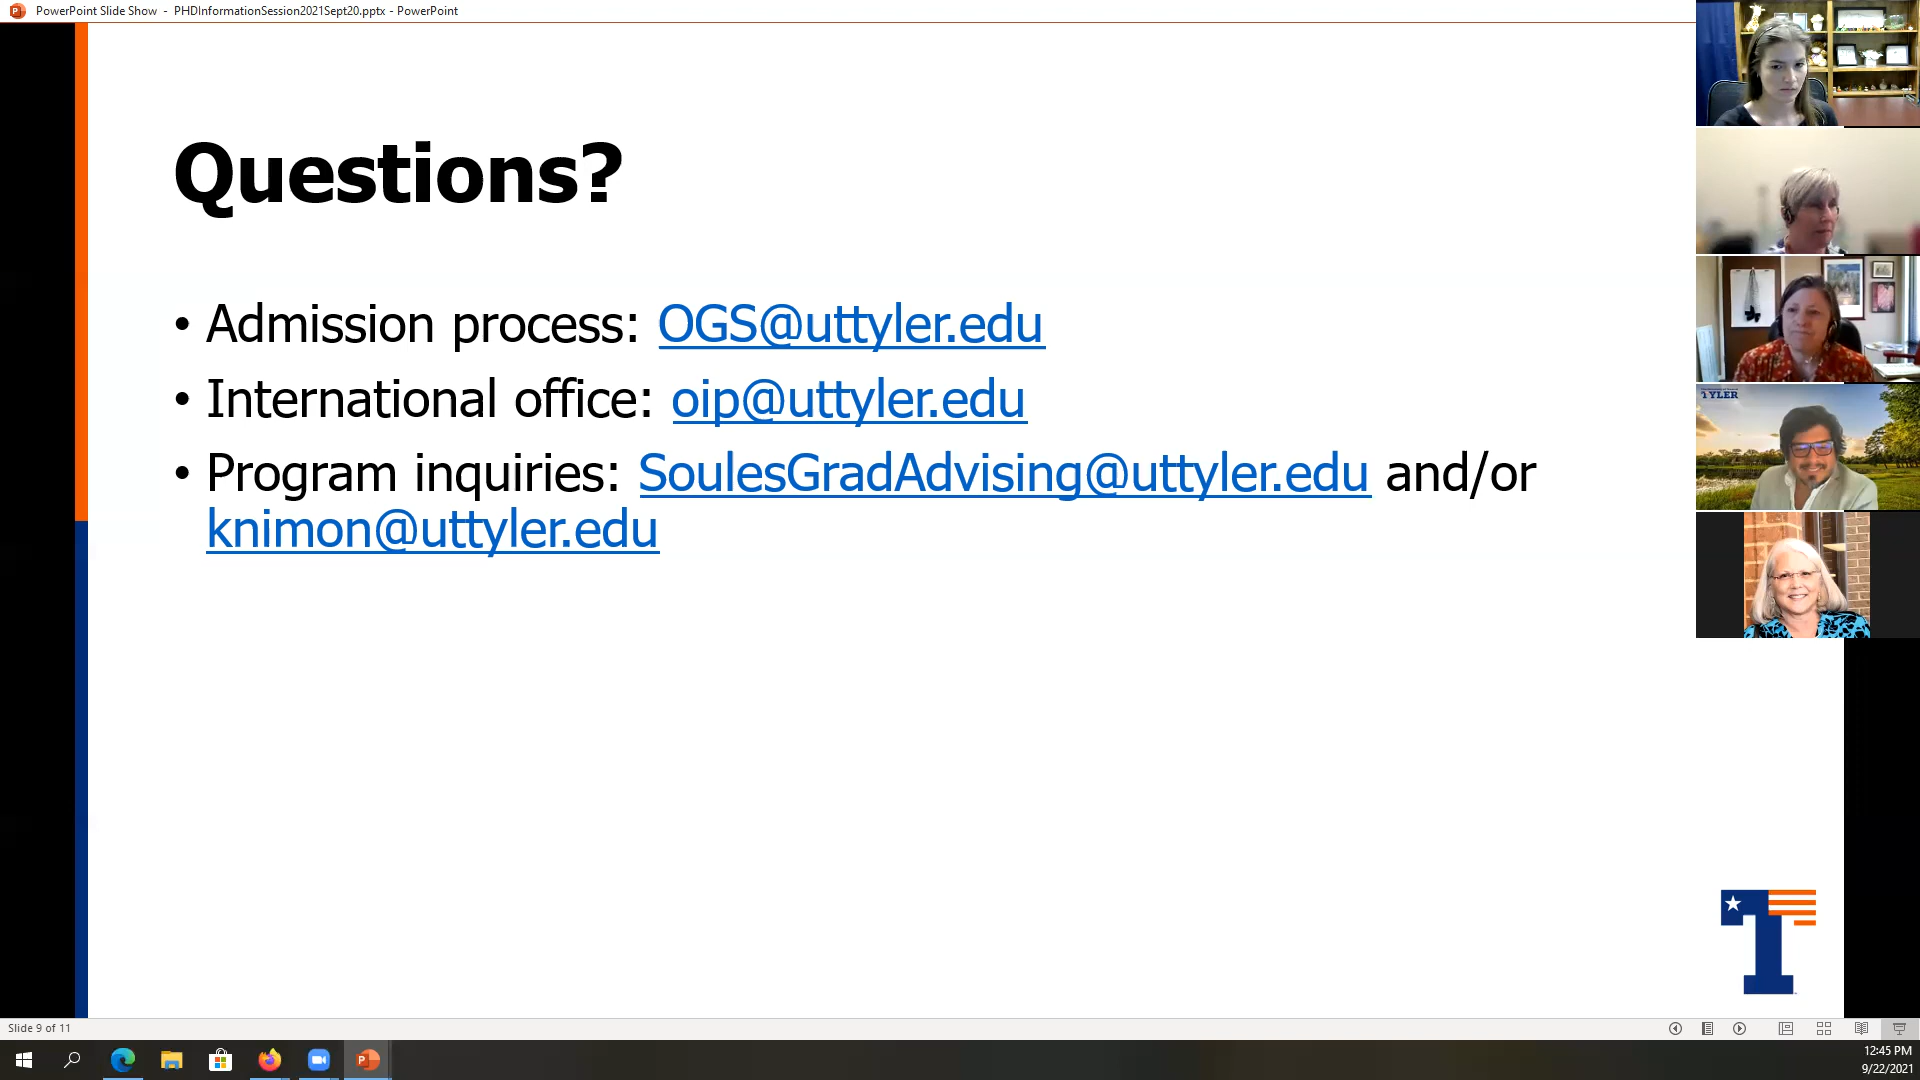 PowerPoint Slide Show - PHDInformationSession2021Sept20.pptx - PowerPoint
Questions?
• Admission process: OGS@uttyler.edu
• International office: oip@uttyler.edu
• Program inquiries: SoulesGradAdvising@uttyler.edu and/or
knimon@uttyler.edu
TYLER
Slide 9 of 11
12:45 PM
9/22/2021